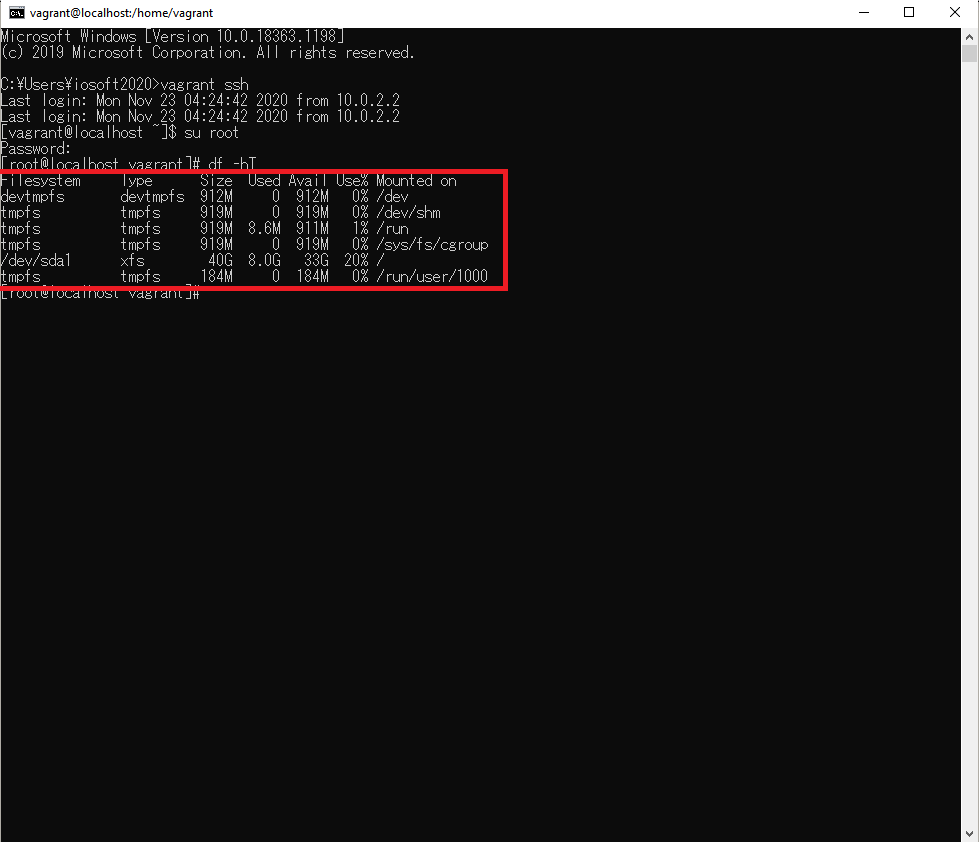 vagrant@localhost:/home/vagrant
Microsoft Windows [Version 10.0.18363.1198]
(c) 2019 Microsoft Corporation. All rights reserved.
C:¥Users¥iosoft2020>vagrant ssh
Last login: Mon Nov 23 04:24:42 2020 from 10.0.2.2
Last login: Mon Nov 23 04:24:42 2020 from 10.0.2.2
[vagrant@localhost ~]$ su root
Password:
[root@localhost vagrant]# df -hT
Filesystem     Type      Size  Used Avail Use% Mounted on
devtmpfs       devtmpfs  912M     0  912M   0% /dev
tmpfs          tmpfs     919M     0  919M   0% /dev/shm
tmpfs          tmpfs     919M  8.6M  911M   1% /run
tmpfs          tmpfs     919M     0  919M   0% /sys/fs/cgroup
/dev/sda1      xfs        40G  8.0G   33G  20% /
tmpfs          tmpfs     184M     0  184M   0% /run/user/1000
[root@localhost vagrant]#